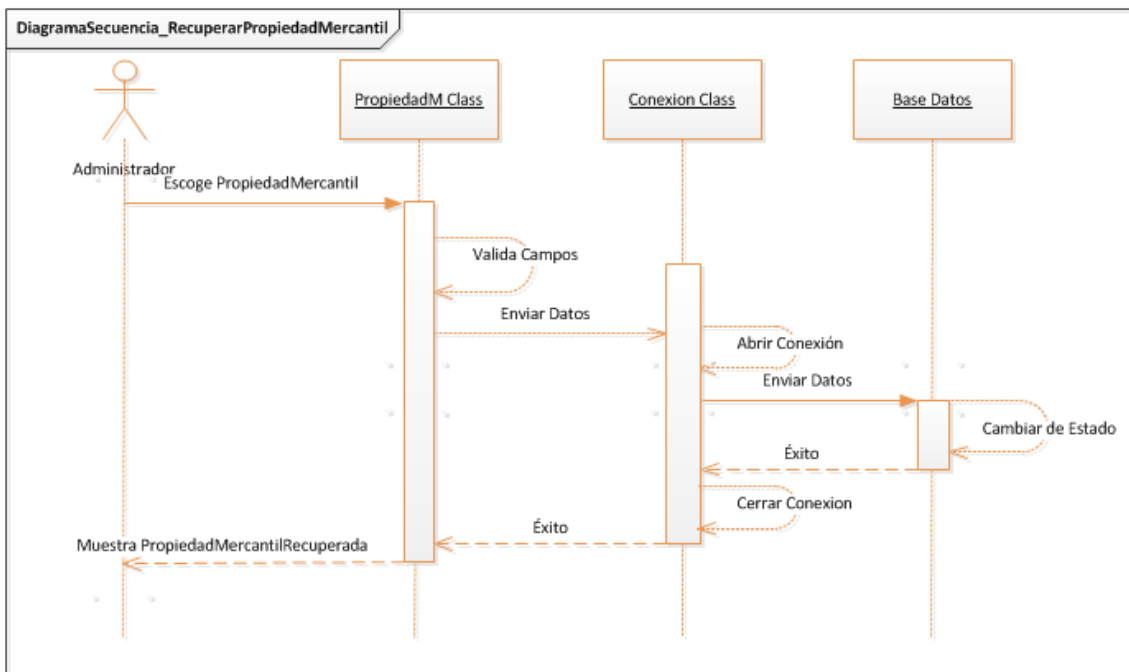 DiagramaSecuencia_RecuperarPropiedadMercantil
PropiedadM Class
Conexion Class
Base Datos
Administrador
Escoge PropiedadMercantil
Valida Campos
Enviar Datos
Abrir Conexión
Enviar Datos
Cambiar de Estado
Éxito
Cerrar Conexion
Éxito
Muestra PropiedadMercantilRecuperada